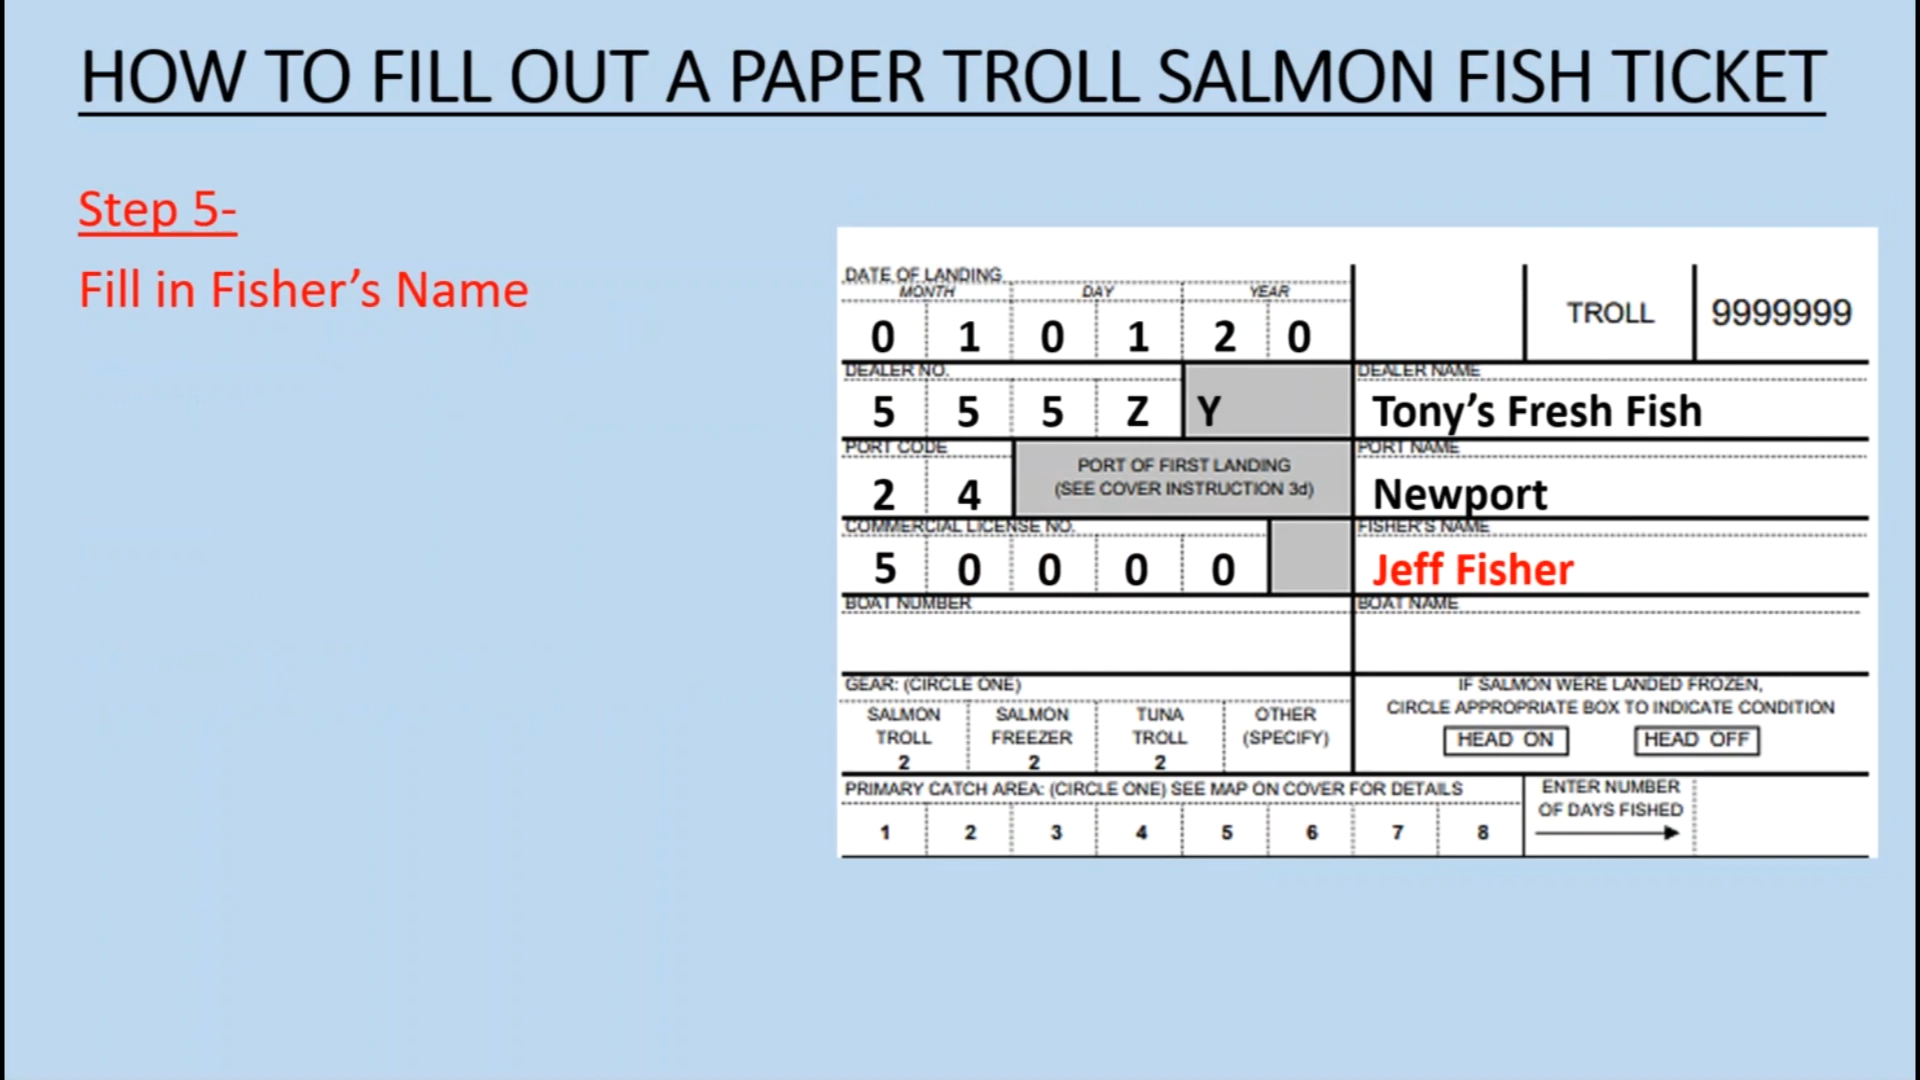 HOW TO FILL OUT A PAPER TROLL SALMON FISH TICKET
Step 5-
Fill in Fisher's Name
DATE OF LANDING
MONTH DAY YEAR
0 1 0 1 2 0
TROLL 9999999
DEALER NO. DEALER NAME
5 5 5 Z Y Tony's Fresh Fish
PORT CODE PORT NAME
PORT OF FIRST LANDING
(SEE COVER INSTRUCTION 3d)
2 4 Newport
COMMERCIAL LICENSE NO. FISHER'S NAME
5 0 0 0 0 Jeff Fisher
BOAT NUMBER BOAT NAME
GEAR: (CIRCLE ONE)
SALMON TROLL 2
SALMON FREEZER 2
TUNA TROLL 2
OTHER (SPECIFY)
IF SALMON WERE LANDED FROZEN,
CIRCLE APPROPRIATE BOX TO INDICATE CONDITION
HEAD ON HEAD OFF
PRIMARY CATCH AREA: (CIRCLE ONE) SEE MAP ON COVER FOR DETAILS
1 2 3 4 5 6 7 8
ENTER NUMBER
OF DAYS FISHED